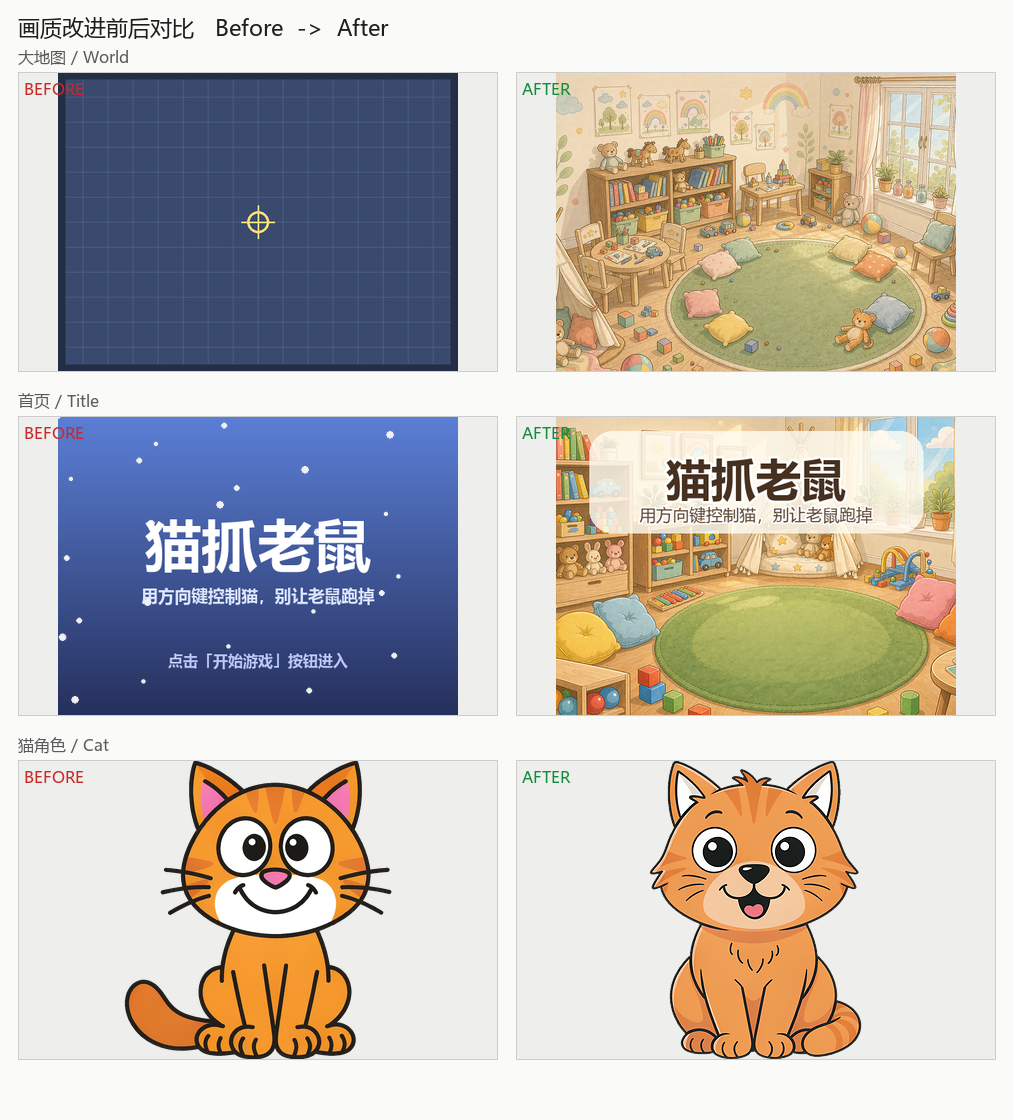 画质改进前后对比 Before -> After
大地图 / World
BEFORE
AFTER
首页 / Title
BEFORE
猫抓老鼠
用方向键控制猫，别让老鼠跑掉
点击「开始游戏」按钮进入
AFTER
猫抓老鼠
用方向键控制猫，别让老鼠跑掉
猫角色 / Cat
BEFORE
AFTER